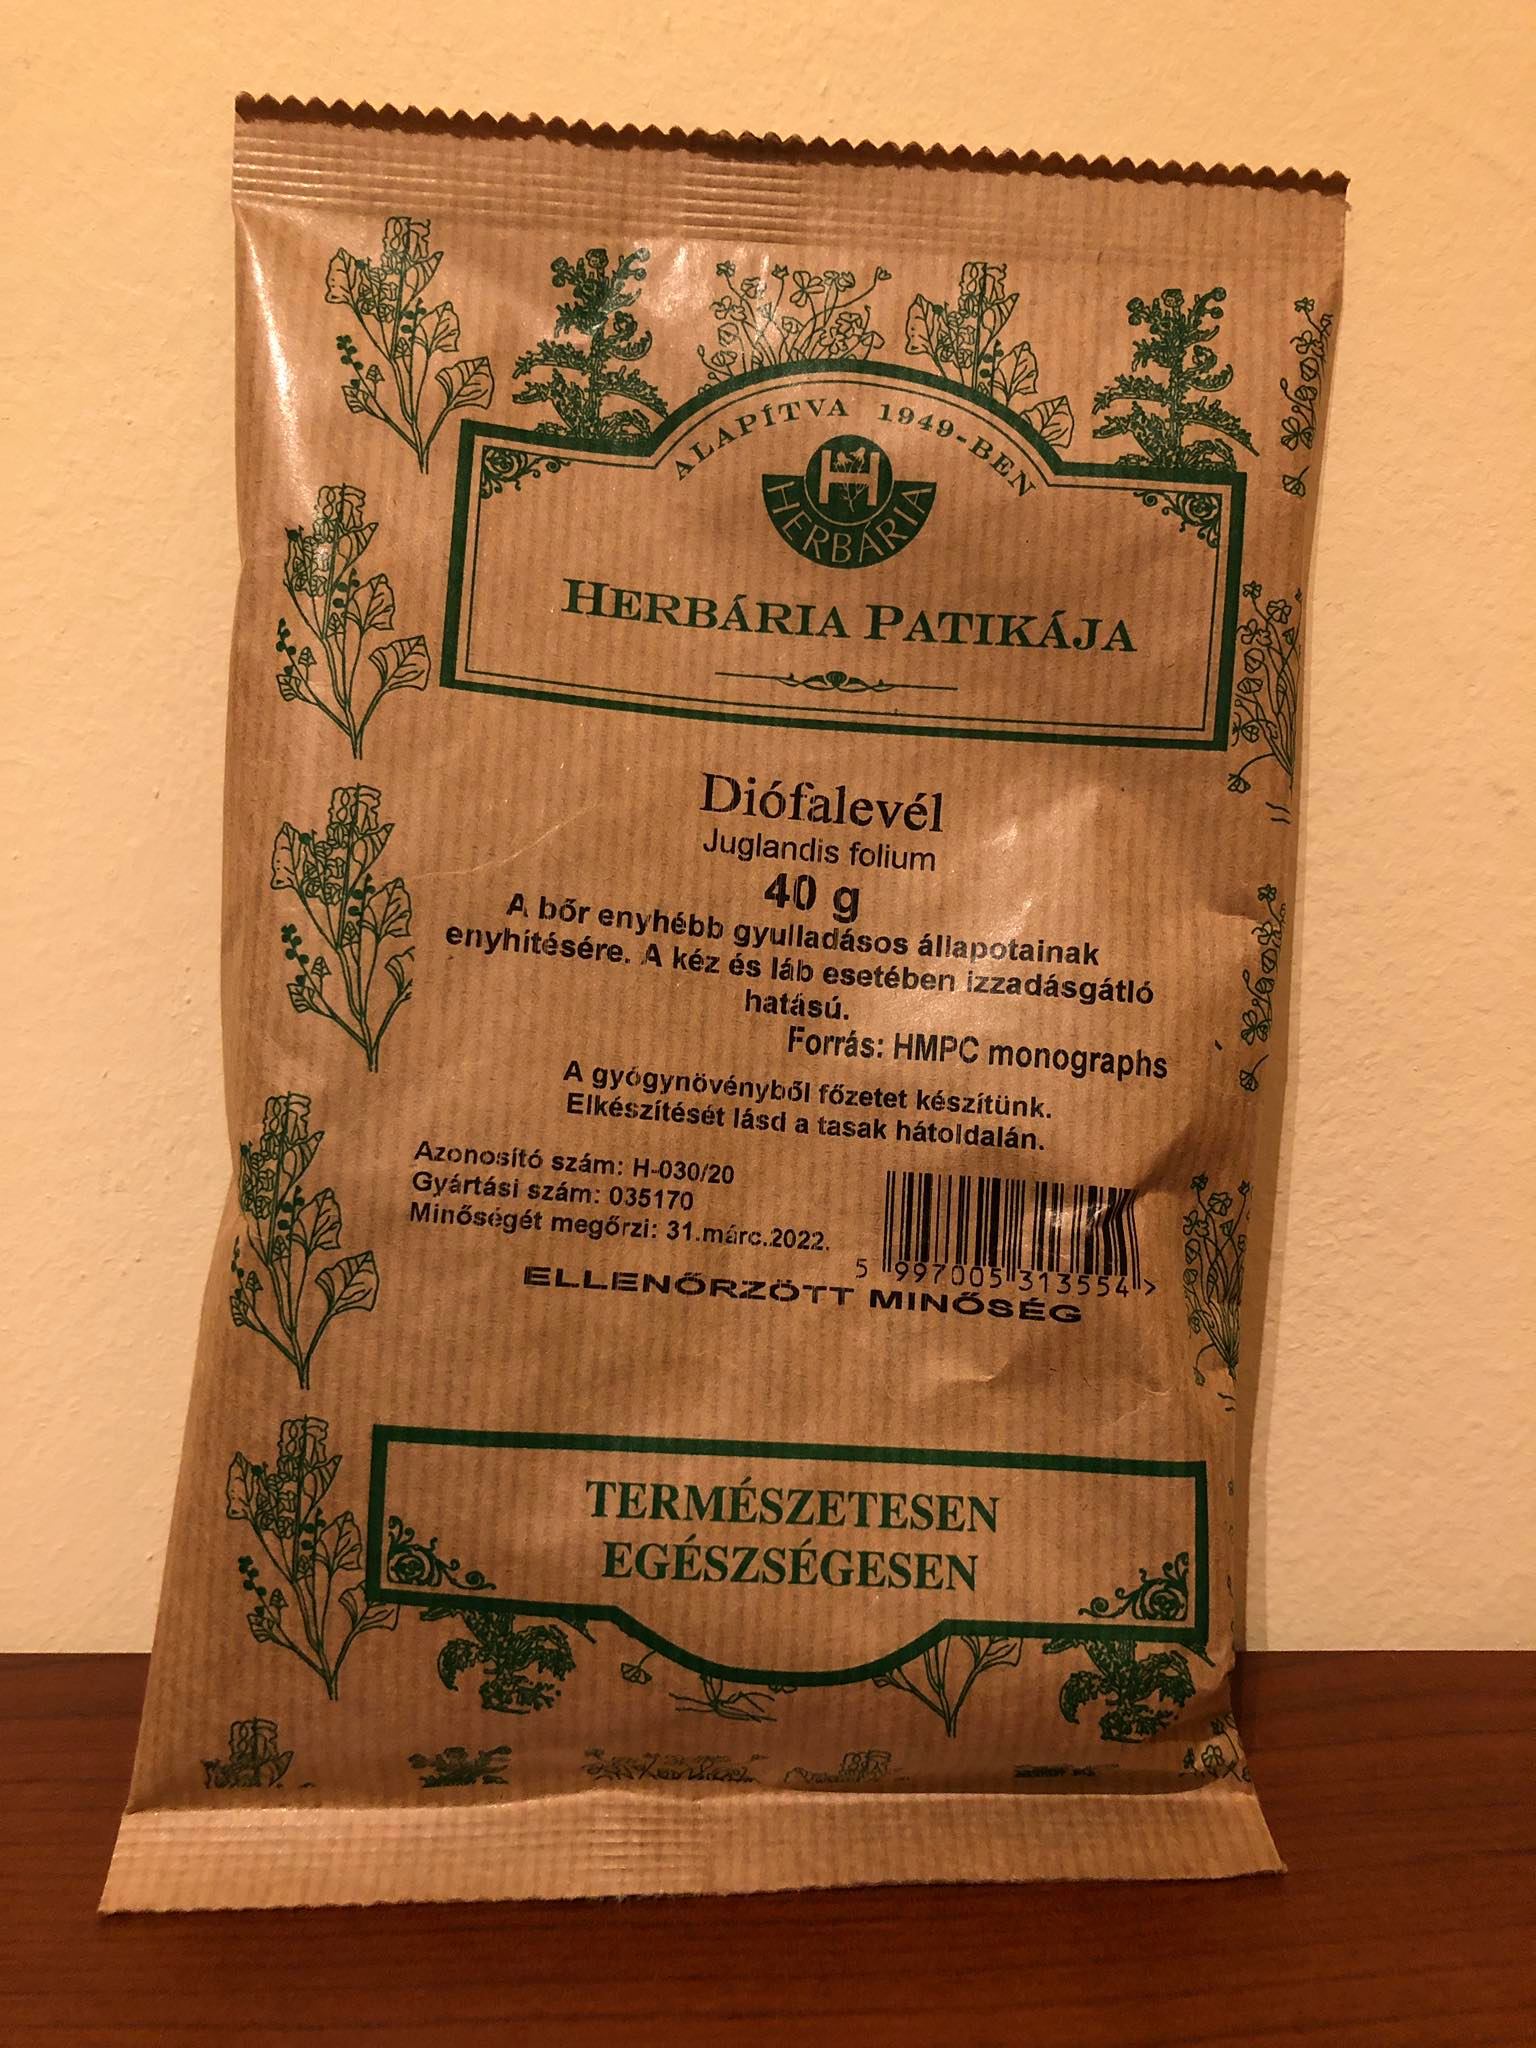 ALAPÍTVA 1949-BEN
H
HERBÁRIA
HERBÁRIA PATIKÁJA
Diófalevél
Juglandis folium
40 g
A bőr enyhébb gyulladásos állapotainak
enyhítésére. A kéz és láb esetében izzadásgátló
hatású.
Forrás: HMPC monographs
A gyógynövényből főzetet készítünk.
Elkészítését lásd a tasak hátoldalán.
Azonosító szám: H-030/20
Gyártási szám: 035170
Minőségét megőrzi: 31.márc.2022.
5 997005 313554 >
ELLENŐRZÖTT MINŐSÉG
TERMÉSZETESEN
EGÉSZSÉGESEN